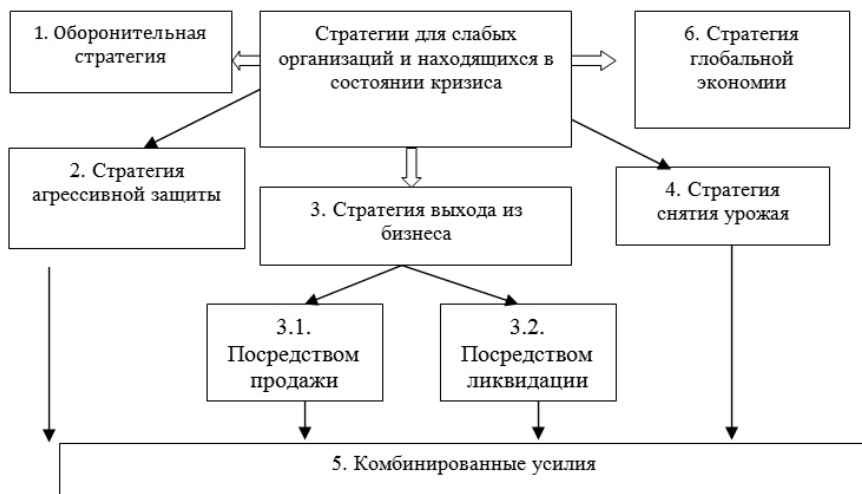 1. Оборонительная
стратегия
Стратегии для слабых
организаций и находящихся в
состоянии кризиса
6. Стратегия
глобальной
экономии
2. Стратегия
агрессивной защиты
3. Стратегия выхода из
бизнеса
4. Стратегия
снятия урожая
3.1.
Посредством
продажи
3.2.
Посредством
ликвидации
5. Комбинированные усилия